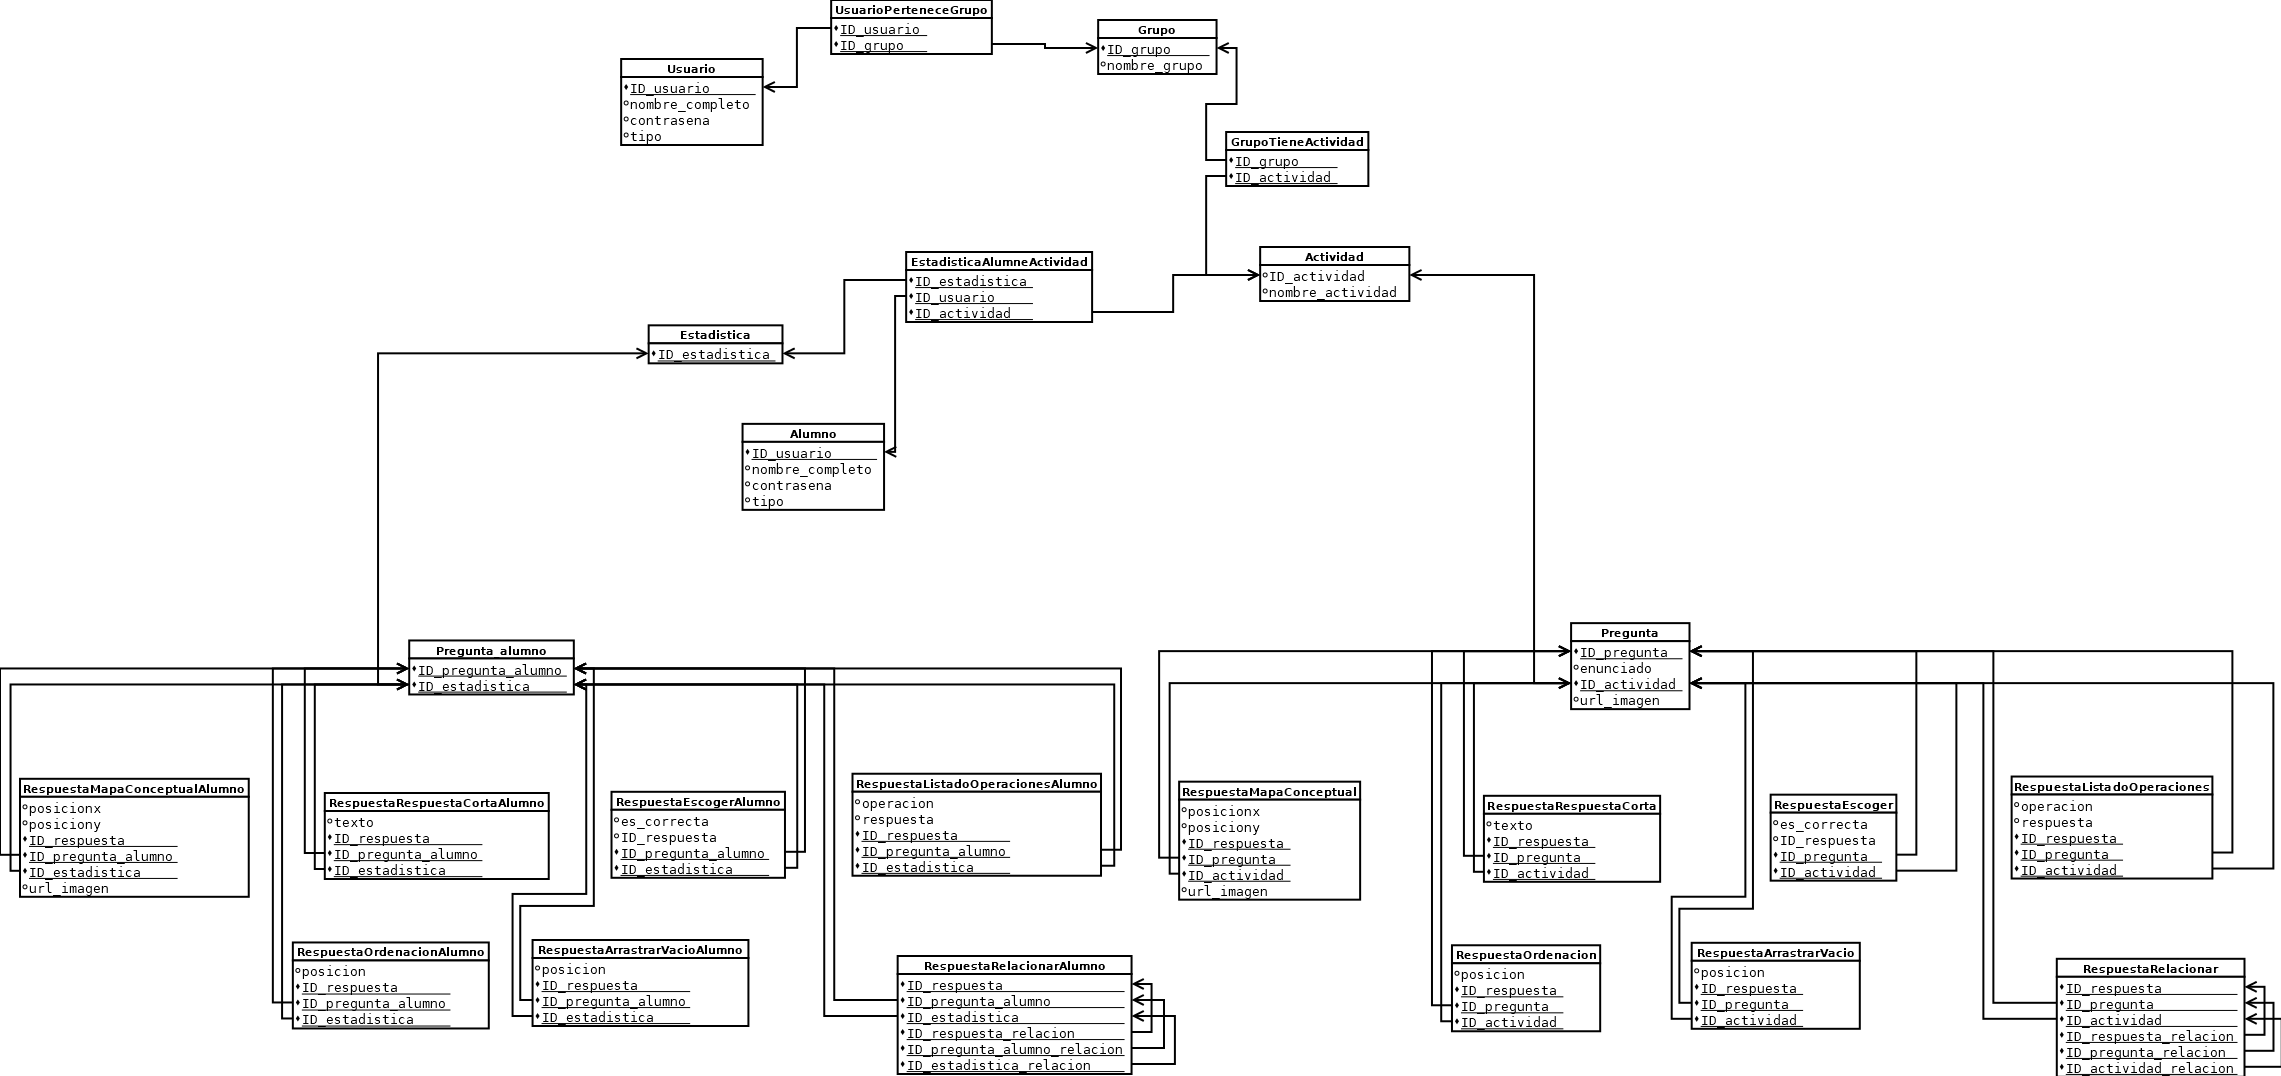 UsuarioPerteneceGrupo
ID_usuario
ID_grupo
Grupo
ID_grupo
nombre_grupo
Usuario
ID_usuario
nombre_completo
contrasena
tipo
GrupoTieneActividad
ID_grupo
ID_actividad
EstadisticaAlumneActividad
ID_estadistica
ID_usuario
ID_actividad
Actividad
ID_actividad
nombre_actividad
Estadistica
ID_estadistica
Alumno
ID_usuario
nombre_completo
contrasena
tipo
Pregunta_alumno
ID_pregunta_alumno
ID_estadistica
Pregunta
ID_pregunta
enunciado
ID_actividad
url_imagen
RespuestaMapaConceptualAlumno
posicionx
posiciony
ID_respuesta
ID_pregunta_alumno
ID_estadistica
url_imagen
RespuestaRespuestaCortaAlumno
texto
ID_respuesta
ID_pregunta_alumno
ID_estadistica
RespuestaEscogerAlumno
es_correcta
ID_respuesta
ID_pregunta_alumno
ID_estadistica
RespuestaListadoOperacionesAlumno
operacion
respuesta
ID_respuesta
ID_pregunta_alumno
ID_estadistica
RespuestaMapaConceptual
posicionx
posiciony
ID_respuesta
ID_pregunta
ID_actividad
url_imagen
RespuestaRespuestaCorta
texto
ID_respuesta
ID_pregunta
ID_actividad
RespuestaEscoger
es_correcta
ID_respuesta
ID_pregunta
ID_actividad
RespuestaListadoOperaciones
operacion
respuesta
ID_respuesta
ID_pregunta
ID_actividad
RespuestaOrdenacionAlumno
posicion
ID_respuesta
ID_pregunta_alumno
ID_estadistica
RespuestaArrastrarVacioAlumno
posicion
ID_respuesta
ID_pregunta_alumno
ID_estadistica
RespuestaRelacionarAlumno
ID_respuesta
ID_pregunta_alumno
ID_estadistica
ID_respuesta_relacion
ID_pregunta_alumno_relacion
ID_estadistica_relacion
RespuestaOrdenacion
posicion
ID_respuesta
ID_pregunta
ID_actividad
RespuestaArrastrarVacio
posicion
ID_respuesta
ID_pregunta
ID_actividad
RespuestaRelacionar
ID_respuesta
ID_pregunta
ID_actividad
ID_respuesta_relacion
ID_pregunta_relacion
ID_actividad_relacion